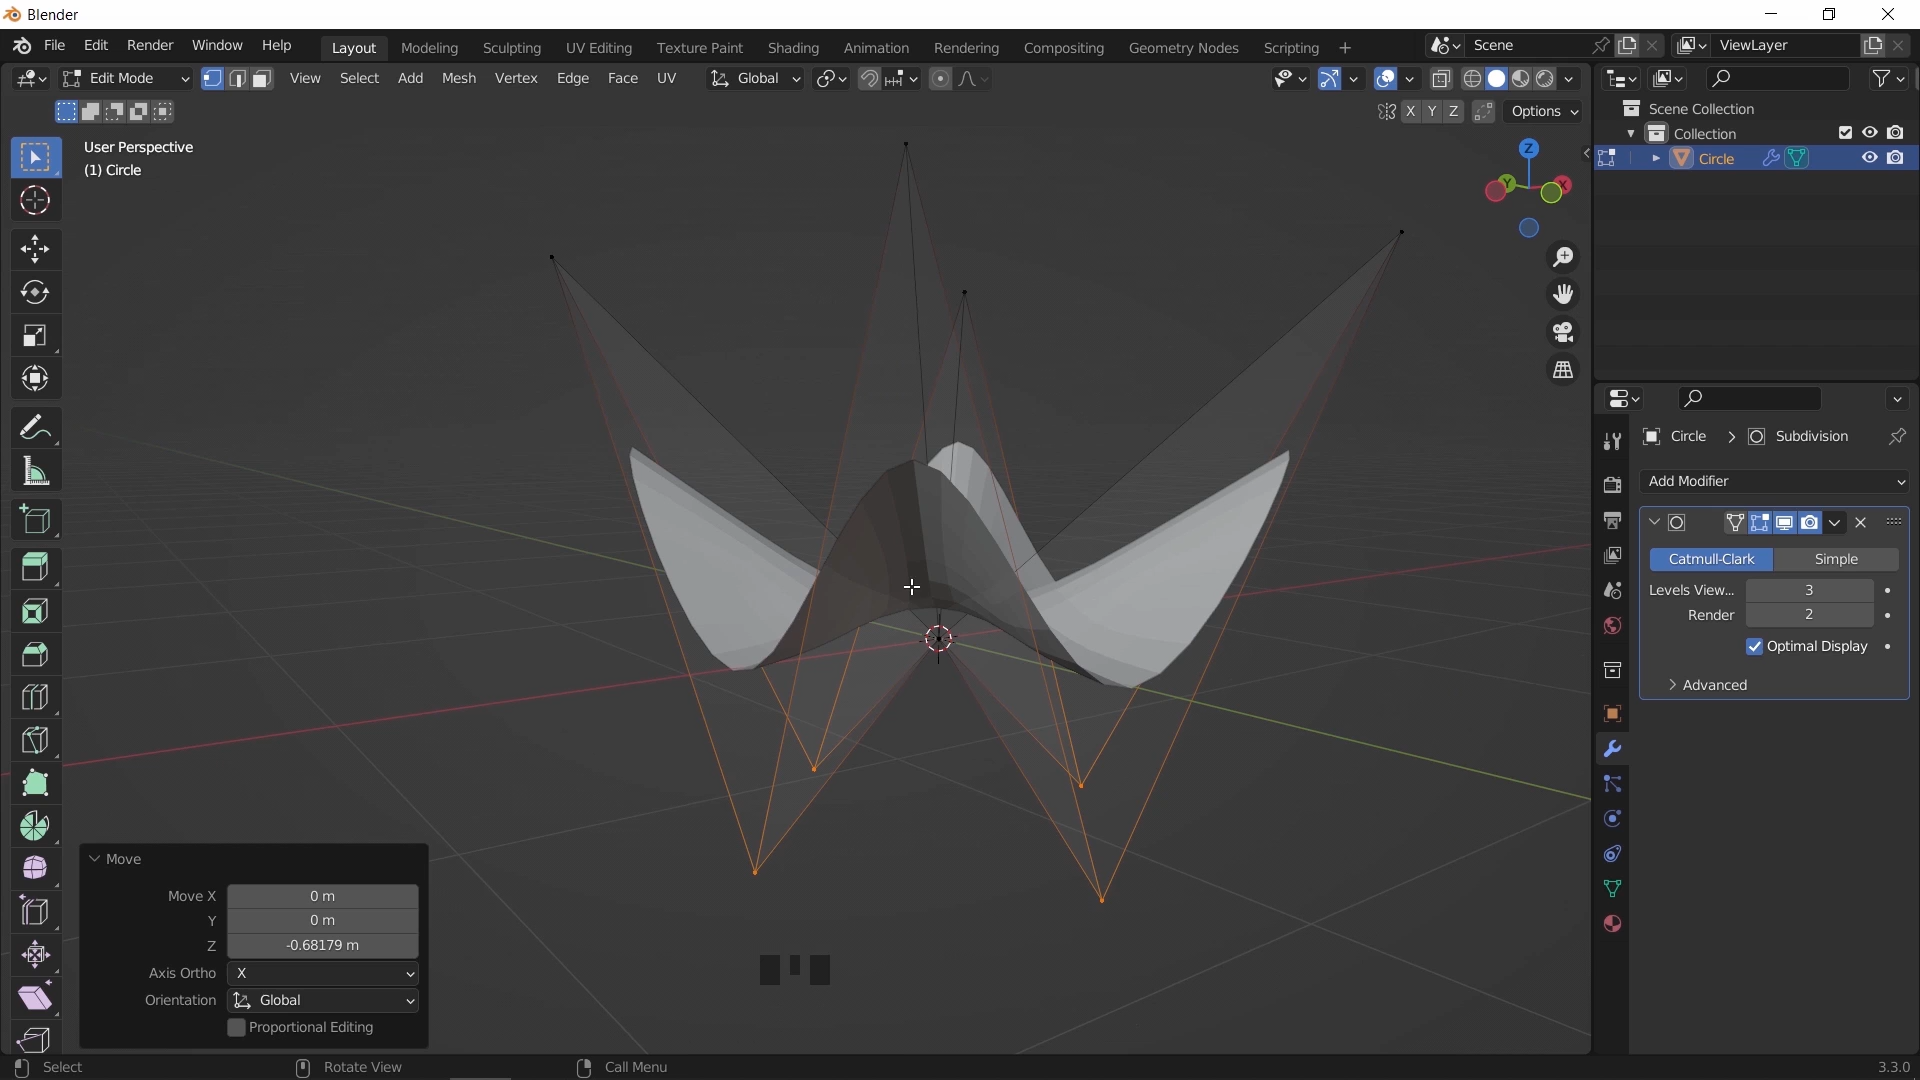 Blender
File Edit Render Window Help
Layout Modeling Sculpting UV Editing Texture Paint Shading Animation Rendering Compositing Geometry Nodes Scripting +
Scene
ViewLayer
Edit Mode
View Select Add Mesh Vertex Edge Face UV
Global
X Y Z
Options
User Perspective
(1) Circle
Z
Y
X
Scene Collection
Collection
Circle
Circle > Subdivision
Add Modifier
Catmull-Clark Simple
Levels View... 3
Render 2
Optimal Display
Advanced
Move
Move X 0 m
Y 0 m
Z -0.68179 m
Axis Ortho X
Orientation Global
Proportional Editing
Select
Rotate View
Call Menu
3.3.0